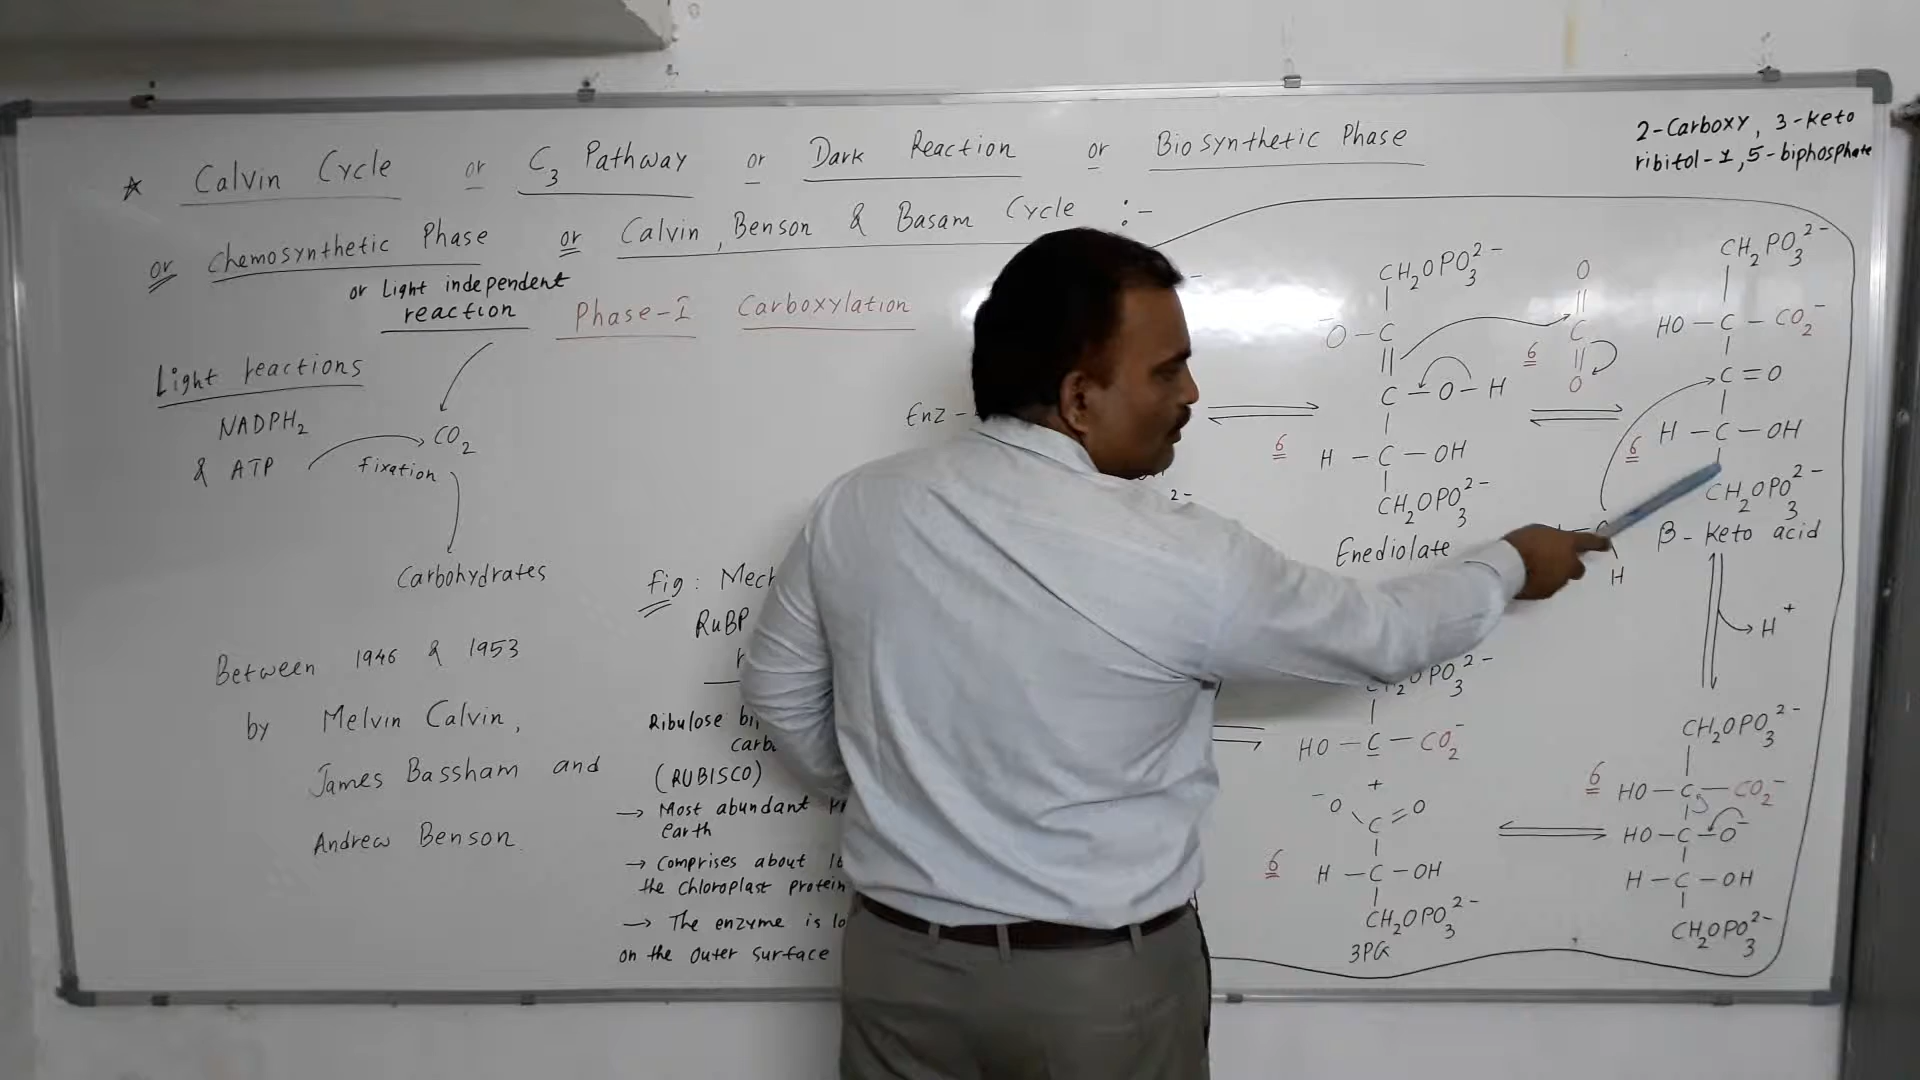 ☆ Calvin Cycle or C3 Pathway or Dark Reaction or Biosynthetic Phase
or Chemosynthetic Phase or Calvin, Benson & Basam Cycle :-
or Light independent
reaction
Phase-I Carboxylation
Light reactions
NADPH2
& ATP
CO2
Fixation
Carbohydrates
Between 1946 & 1953
by Melvin Calvin,
James Bassham and
Andrew Benson.
fig : Mech
RuBP
Ribulose bi
carb
(RUBISCO)
→ Most abundant
earth
→ Comprises about 16
the chloroplast protein
→ The enzyme is lo
on the outer surface
Enz -
2-
6
CH2OPO3 2-
-O-C
C-O-H
H-C-OH
CH2OPO3 2-
Enediolate
O
C
O
6
2-Carboxy, 3-keto
ribitol-1,5-biphosphate
CH2PO3 2-
HO-C-CO2-
C=O
6 H-C-OH
CH2OPO3 2-
β-keto acid
H
H+
CH2OPO3 2-
6 HO-C-CO2-
HO-C-O-
H-C-OH
CH2OPO3 2-
2OPO3 2-
HO-C-CO2-
+
-O C=O
6 H-C-OH
CH2OPO3 2-
3PG